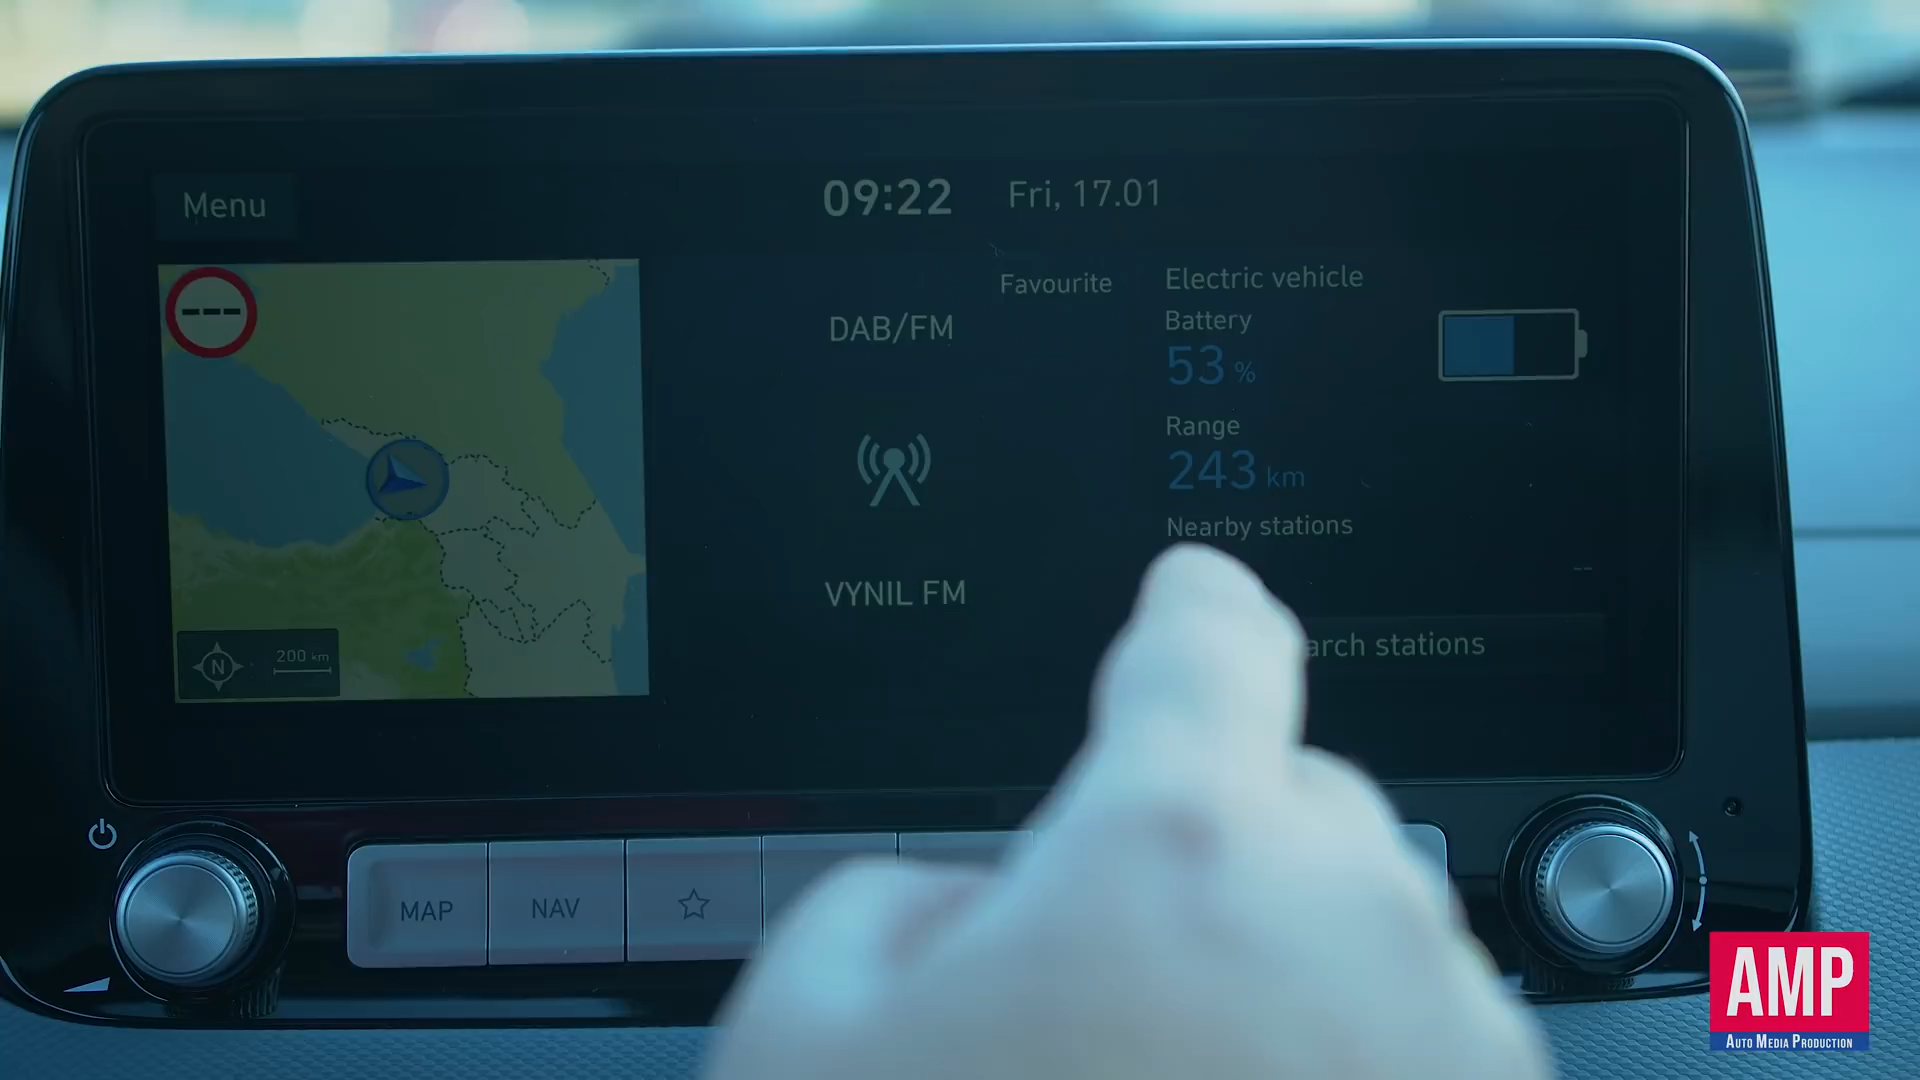 Menu
09:22 Fri, 17.01
Favourite
Electric vehicle
DAB/FM
Battery
53 %
Range
243 km
Nearby stations
--
VYNIL FM
arch stations
N 200 km
MAP NAV
AMP
AUTO MEDIA PRODUCTION